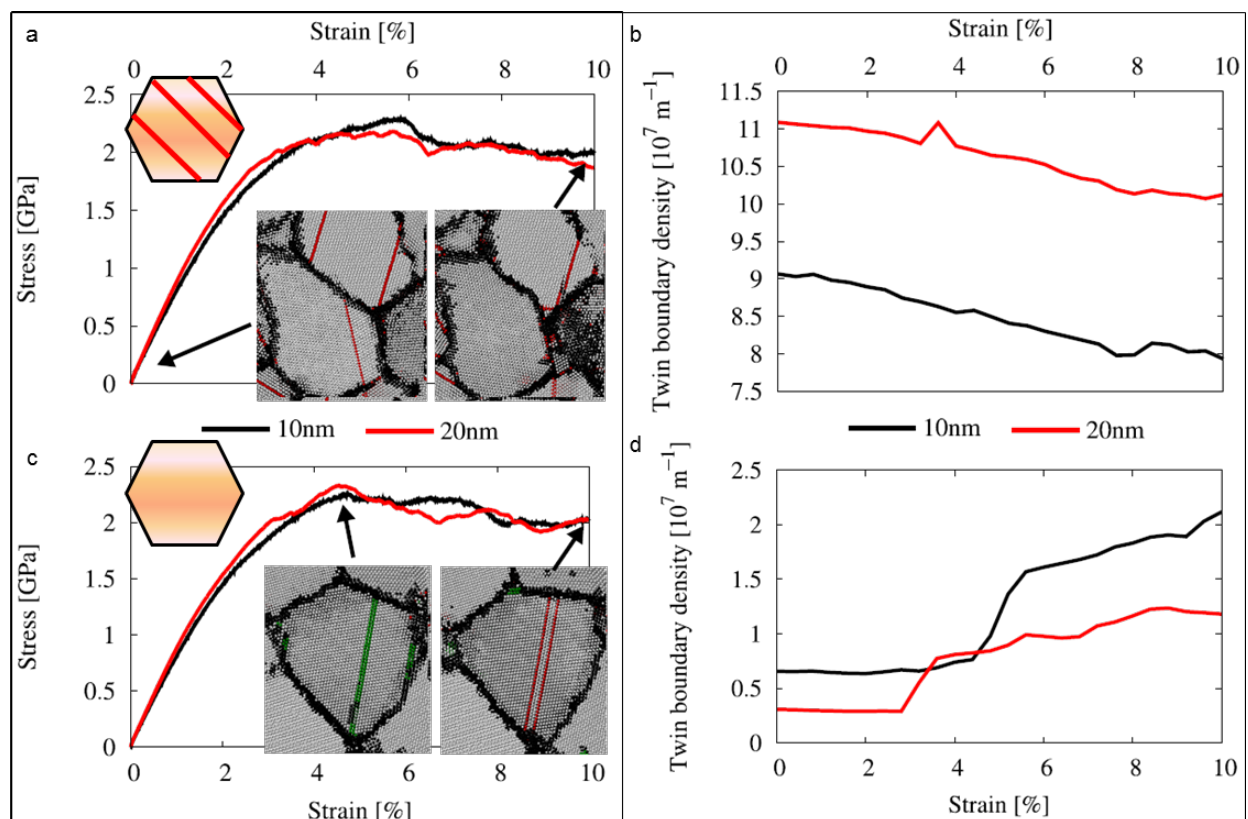 a
Strain [%]
0 2 4 6 8 10
2.5
2
1.5
1
0.5
0
Stress [GPa]
b
Strain [%]
0 2 4 6 8 10
11.5
11
10.5
10
9.5
9
8.5
8
7.5
Twin boundary density [10⁷ m⁻¹]
10nm 20nm
10nm 20nm
c
2.5
2
1.5
1
0.5
0
Stress [GPa]
0 2 4 6 8 10
Strain [%]
d
2.5
2
1.5
1
0.5
0
Twin boundary density [10⁷ m⁻¹]
0 2 4 6 8 10
Strain [%]